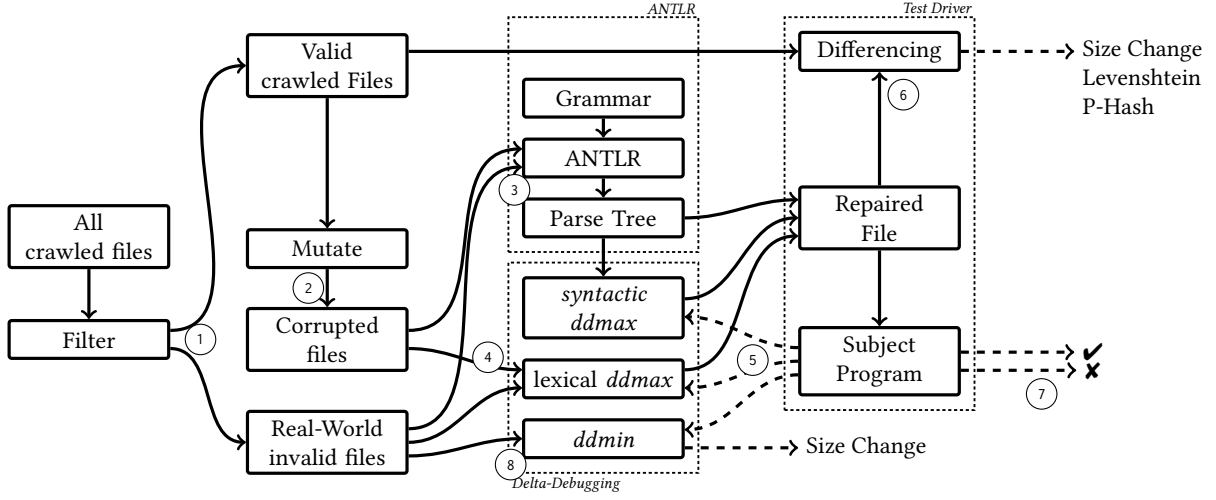 All
crawled files
Filter
1
Valid
crawled Files
Mutate
2
Corrupted
files
Real-World
invalid files
ANTLR
Grammar
ANTLR
3
Parse Tree
syntactic
ddmax
4
lexical ddmax
ddmin
8
Delta-Debugging
5
Test Driver
Differencing
6
Repaired
File
Subject
Program
Size Change
Levenshtein
P-Hash
✔
✘
7
Size Change